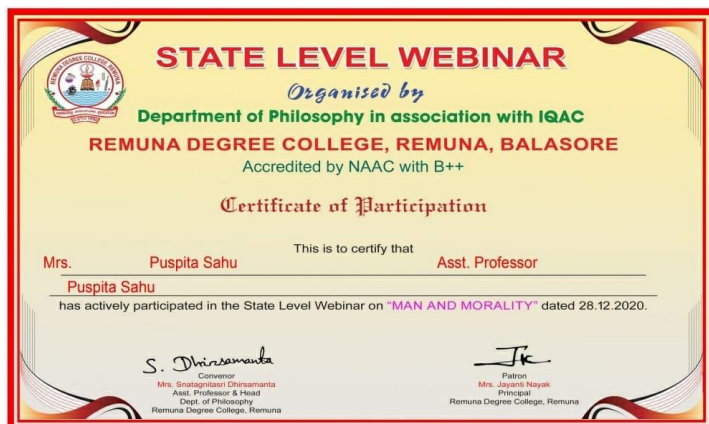 STATE LEVEL WEBINAR
Organised by
Department of Philosophy in association with IQAC
REMUNA DEGREE COLLEGE, REMUNA, BALASORE
Accredited by NAAC with B++
Certificate of Participation
This is to certify that
Mrs. Puspita Sahu Asst. Professor
Puspita Sahu
has actively participated in the State Level Webinar on “MAN AND MORALITY” dated 28.12.2020.
S. Dhirsamanta
Convenor
Mrs. Snatagnitasri Dhirsamanta
Asst. Professor & Head
Dept. of Philosophy
Remuna Degree College, Remuna
Patron
Mrs. Jayanti Nayak
Principal
Remuna Degree College, Remuna